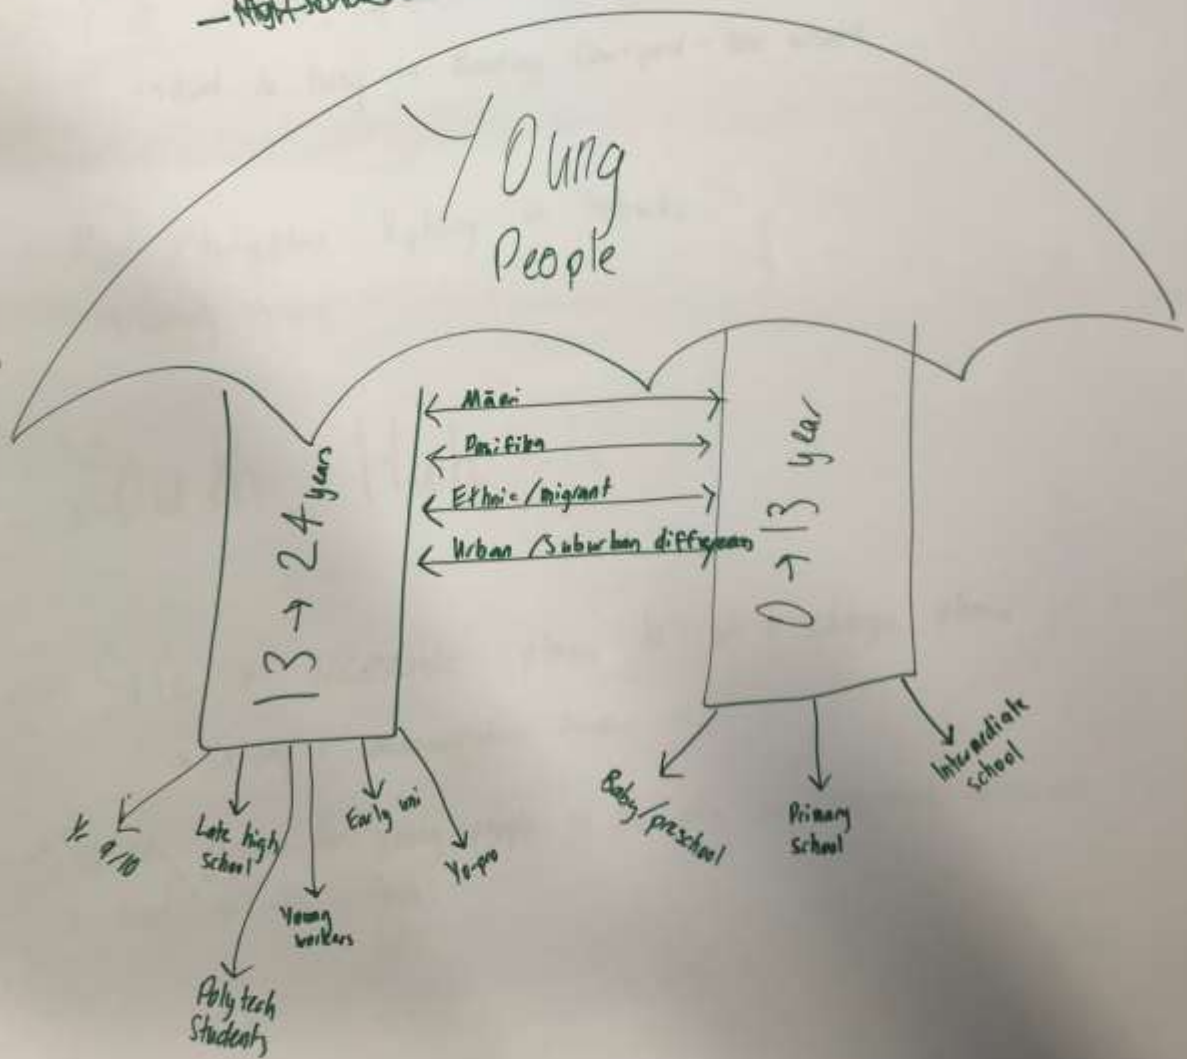 Young
People
Māori
Pasifika
Ethnic/migrant
Urban/Suburban differences
13 → 24 years
0 → 13 year
Yr 9/10
Late high
school
Polytech
Students
Young
workers
Early uni
Yo-pro
Baby/preschool
Primary
school
Intermediate
school